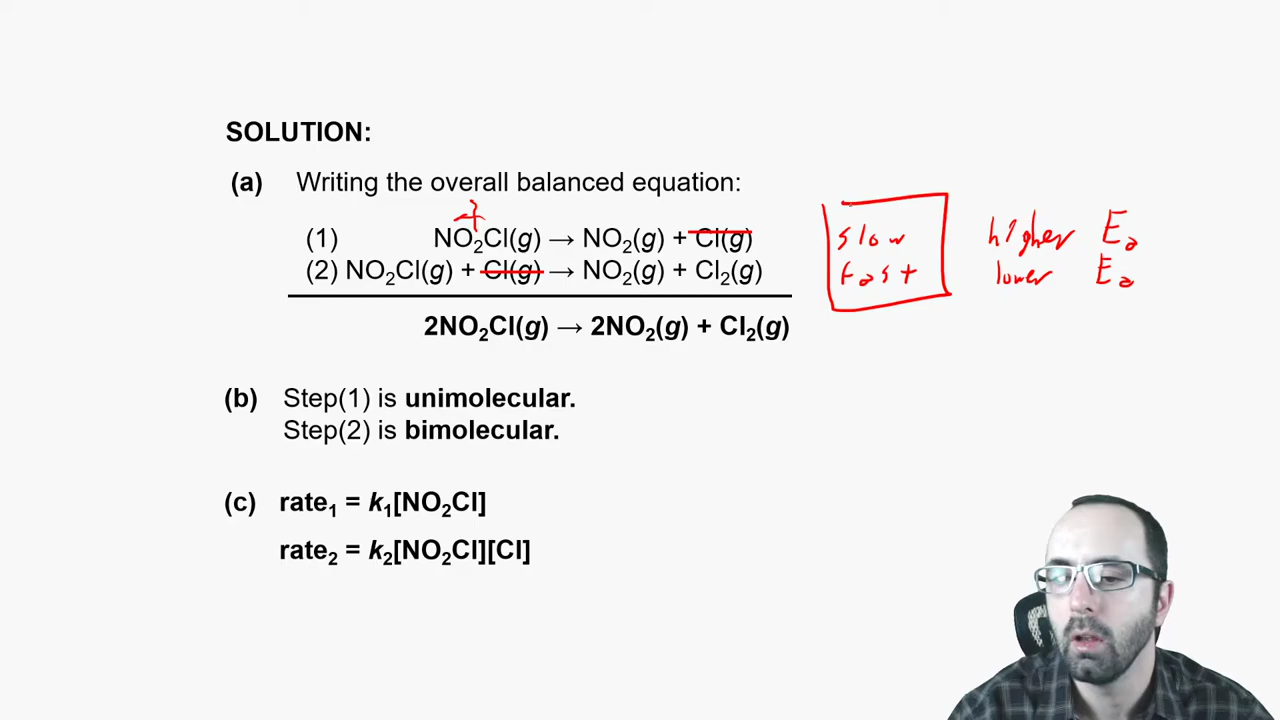 SOLUTION:
(a) Writing the overall balanced equation:
(1) NO₂Cl(g) → NO₂(g) + Cl(g) slow higher Eₐ
(2) NO₂Cl(g) + Cl(g) → NO₂(g) + Cl₂(g) fast lower Eₐ
2NO₂Cl(g) → 2NO₂(g) + Cl₂(g)
(b) Step(1) is unimolecular.
Step(2) is bimolecular.
(c) rate₁ = k₁[NO₂Cl]
rate₂ = k₂[NO₂Cl][Cl]